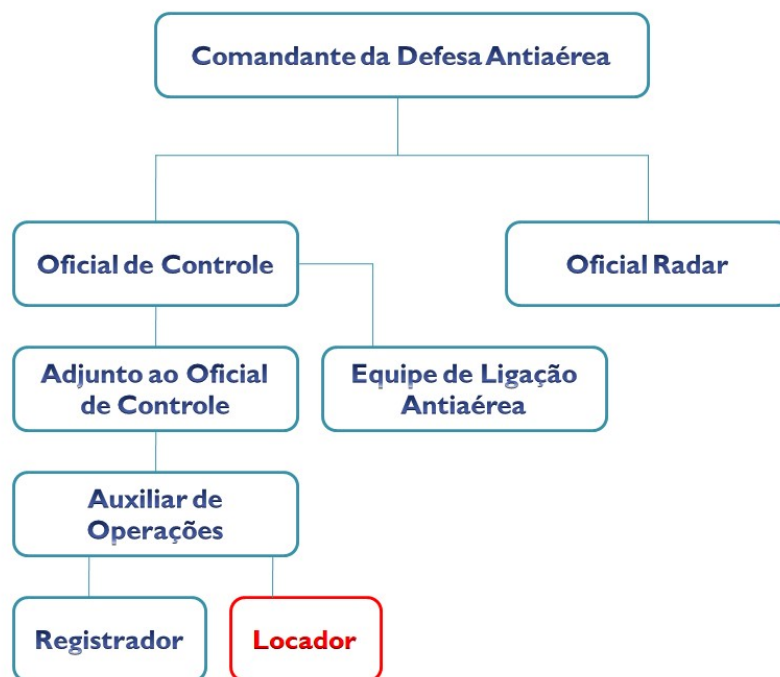 Comandante da Defesa Antiaérea
Oficial de Controle
Oficial Radar
Adjunto ao Oficial
de Controle
Equipe de Ligação
Antiaérea
Auxiliar de
Operações
Registrador
Locador